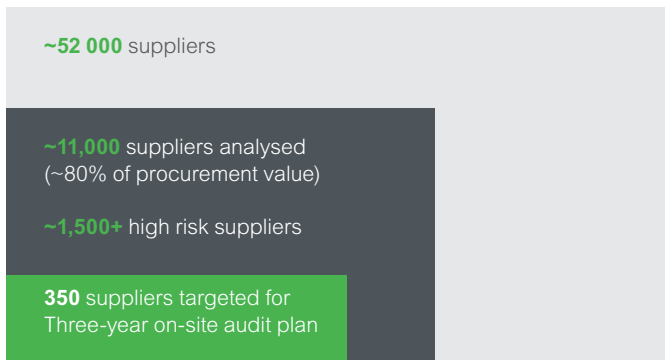 ~52 000 suppliers
~11,000 suppliers analysed
(~80% of procurement value)
~1,500+ high risk suppliers
350 suppliers targeted for
Three-year on-site audit plan